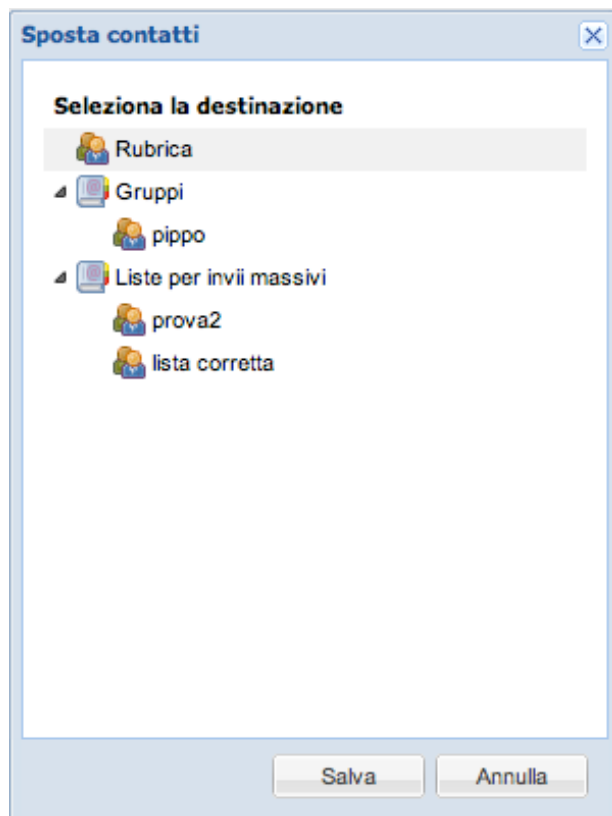 Sposta contatti
Seleziona la destinazione
Rubrica
Gruppi
pippo
Liste per invii massivi
prova2
lista corretta
Salva Annulla